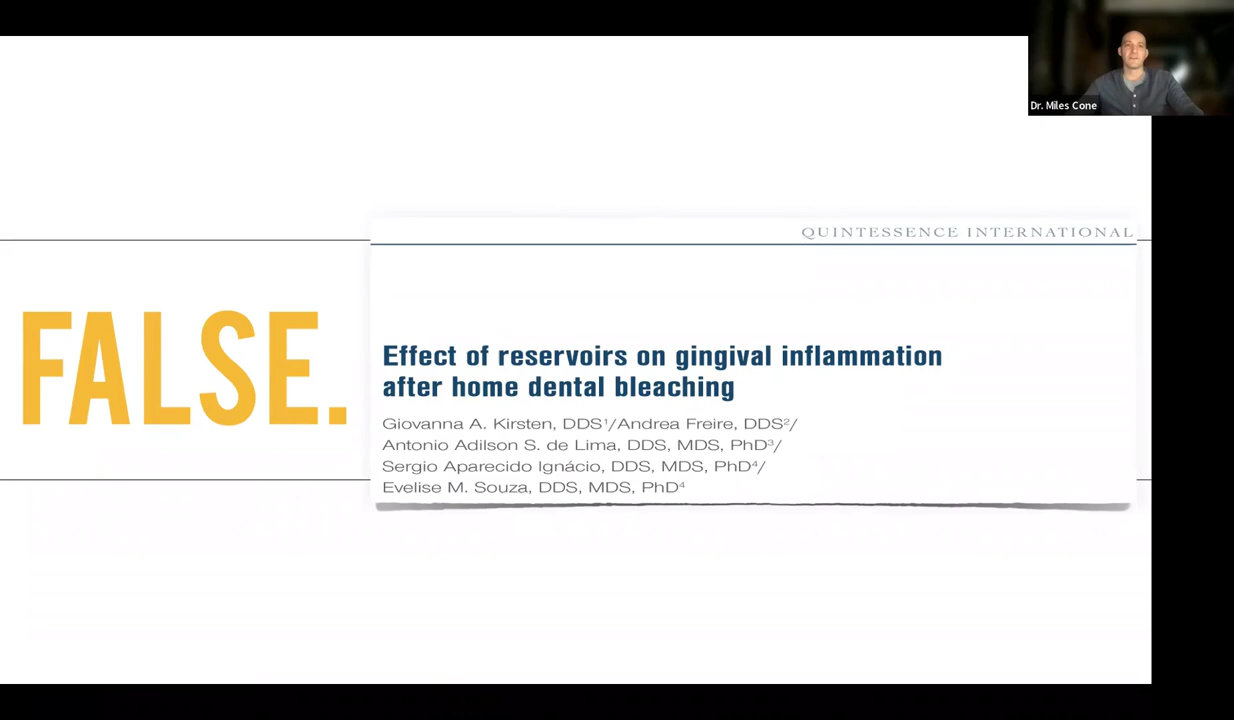 Dr. Miles Cone
QUINTESSENCE INTERNATIONAL
FALSE.
Effect of reservoirs on gingival inflammation
after home dental bleaching
Giovanna A. Kirsten, DDS¹/Andrea Freire, DDS²/
Antonio Adilson S. de Lima, DDS, MDS, PhD³/
Sergio Aparecido Ignácio, DDS, MDS, PhD⁴/
Evelise M. Souza, DDS, MDS, PhD⁴